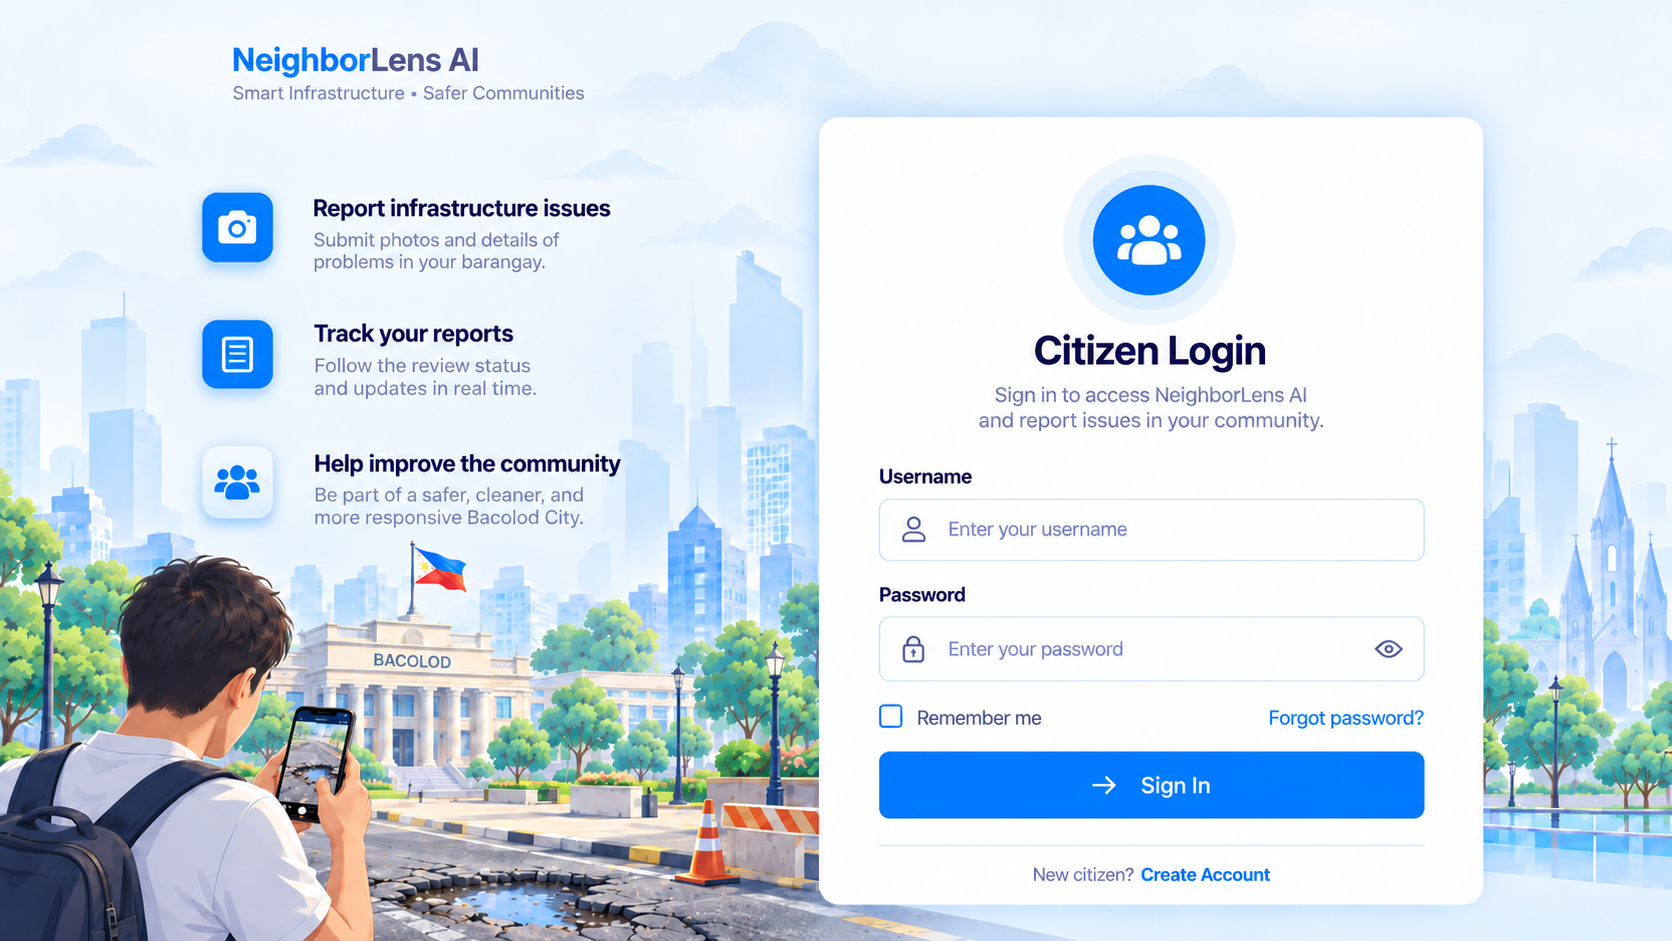 NeighborLens AI
Smart Infrastructure • Safer Communities
Report infrastructure issues
Submit photos and details of
problems in your barangay.
Track your reports
Follow the review status
and updates in real time.
Help improve the community
Be part of a safer, cleaner, and
more responsive Bacolod City.
BACOLOD
Citizen Login
Sign in to access NeighborLens AI
and report issues in your community.
Username
Enter your username
Password
Enter your password
Remember me
Forgot password?
Sign In
New citizen? Create Account